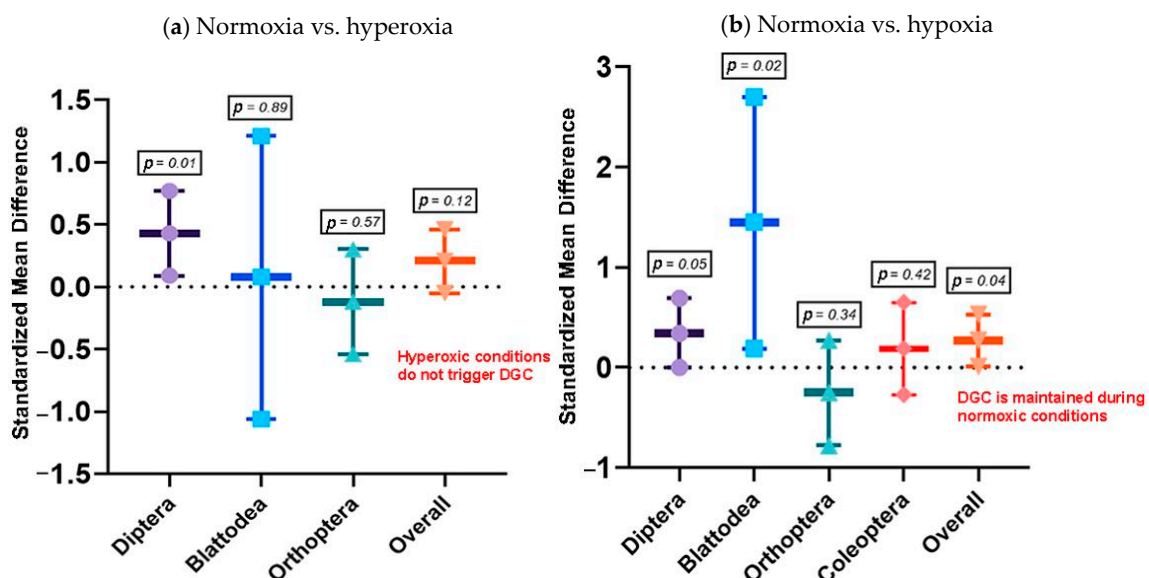 (a) Normoxia vs. hyperoxia
Standardized Mean Difference
1.5
1.0
0.5
0.0
−0.5
−1.0
−1.5
p = 0.01
p = 0.89
p = 0.57
p = 0.12
Hyperoxic conditions
do not trigger DGC
Diptera
Blattodea
Orthoptera
Overall
(b) Normoxia vs. hypoxia
Standardized Mean Difference
3
2
1
0
−1
p = 0.05
p = 0.02
p = 0.34
p = 0.42
p = 0.04
DGC is maintained during
normoxic conditions
Diptera
Blattodea
Orthoptera
Coleoptera
Overall